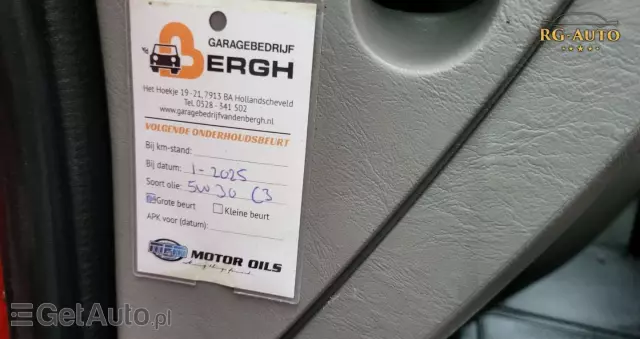 GARAGEBEDRIJF
BERGH
Het Hoekje 19-21, 7913 BA Hollandscheveld
Tel. 0528 - 341 502
www.garagebedrijfvandenbergh.nl
VOLGENDE ONDERHOUDSBEURT
Bij km-stand:
Bij datum: 1-2025
Soort olie: 5W30 C3
Grote beurt Kleine beurt
APK voor (datum):
MOTOR OILS
RG-AUTO
GetAuto.pl